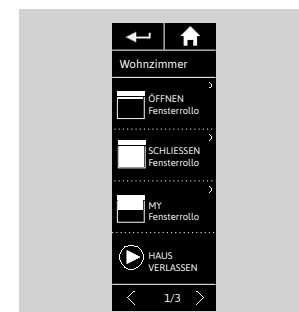 Wohnzimmer
ÖFFNEN
Fensterrollo
SCHLIESSEN
Fensterrollo
MY
Fensterrollo
HAUS
VERLASSEN
1/3